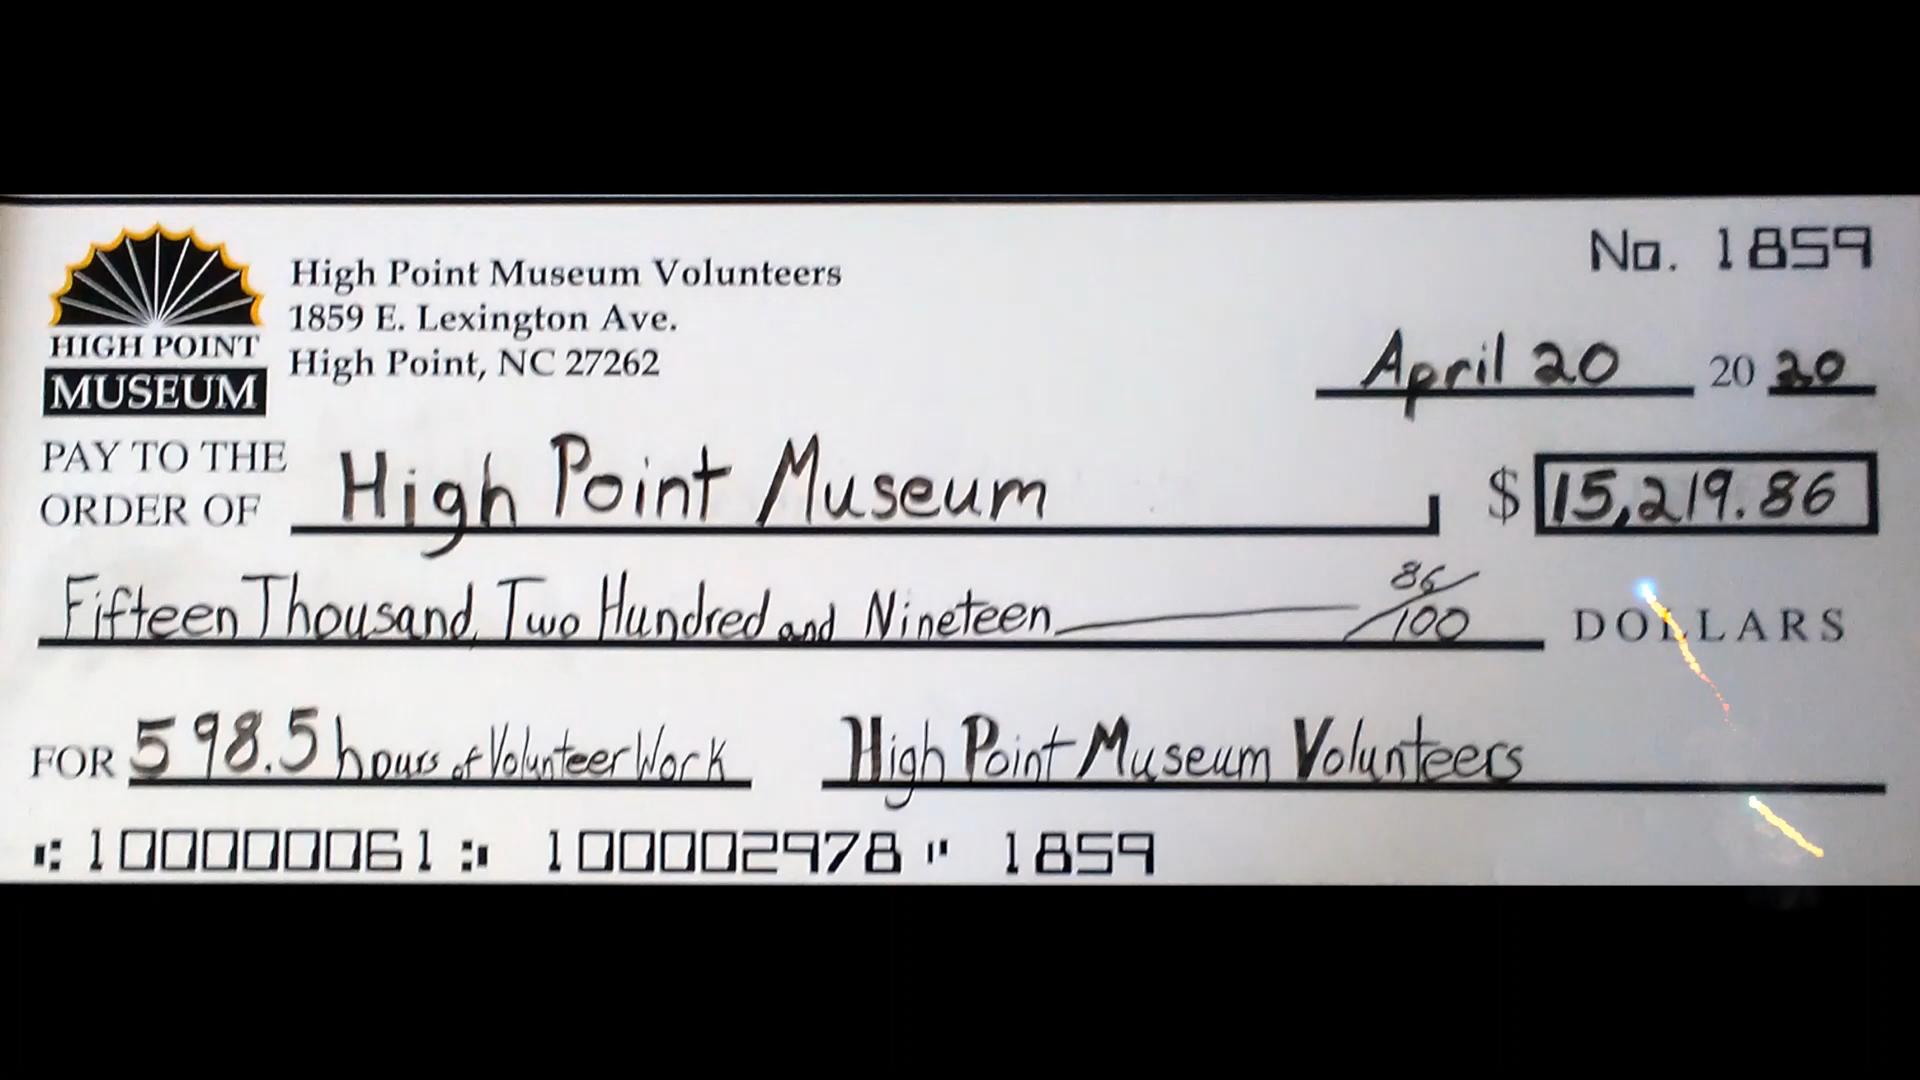 High Point Museum Volunteers
1859 E. Lexington Ave.
High Point, NC 27262
HIGH POINT
MUSEUM
No. 1859
April 20 20 20
PAY TO THE
ORDER OF High Point Museum $ 15,219.86
Fifteen Thousand, Two Hundred and Nineteen 86/100 DOLLARS
FOR 598.5 hours of Volunteer Work High Point Museum Volunteers
⑆100000061⑆ 100002978⑈ 1859